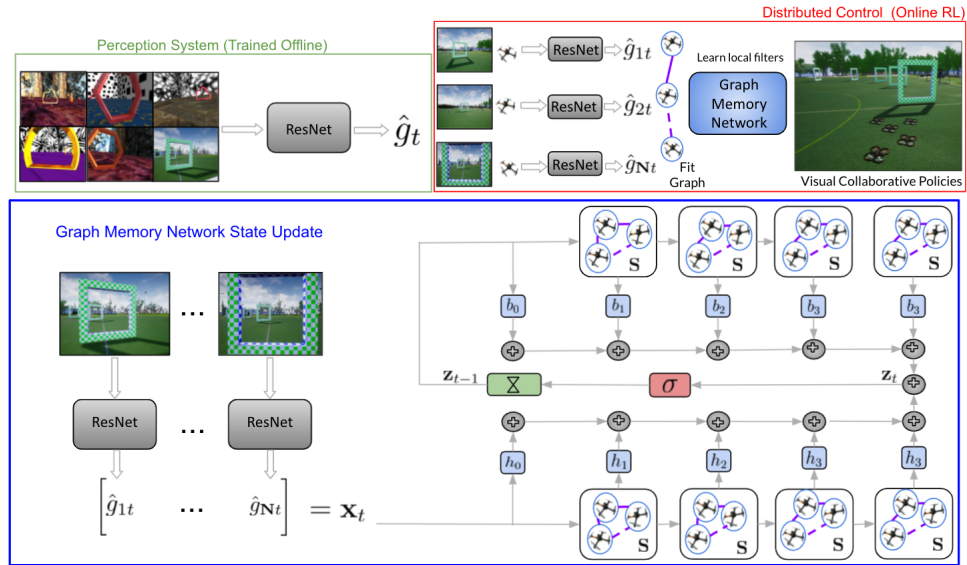 Distributed Control (Online RL)
Perception System (Trained Offline)
ResNet
ĝ_t
ResNet
ĝ_1t
ResNet
ĝ_2t
ResNet
ĝ_Nt
Fit
Graph
Learn local filters
Graph
Memory
Network
Visual Collaborative Policies
Graph Memory Network State Update
...
ResNet
...
ResNet
[ĝ_1t ... ĝ_Nt] = x_t
S
S
S
S
b_0
b_1
b_2
b_3
b_3
z_{t-1}
σ
z_t
h_0
h_1
h_2
h_3
h_3
S
S
S
S